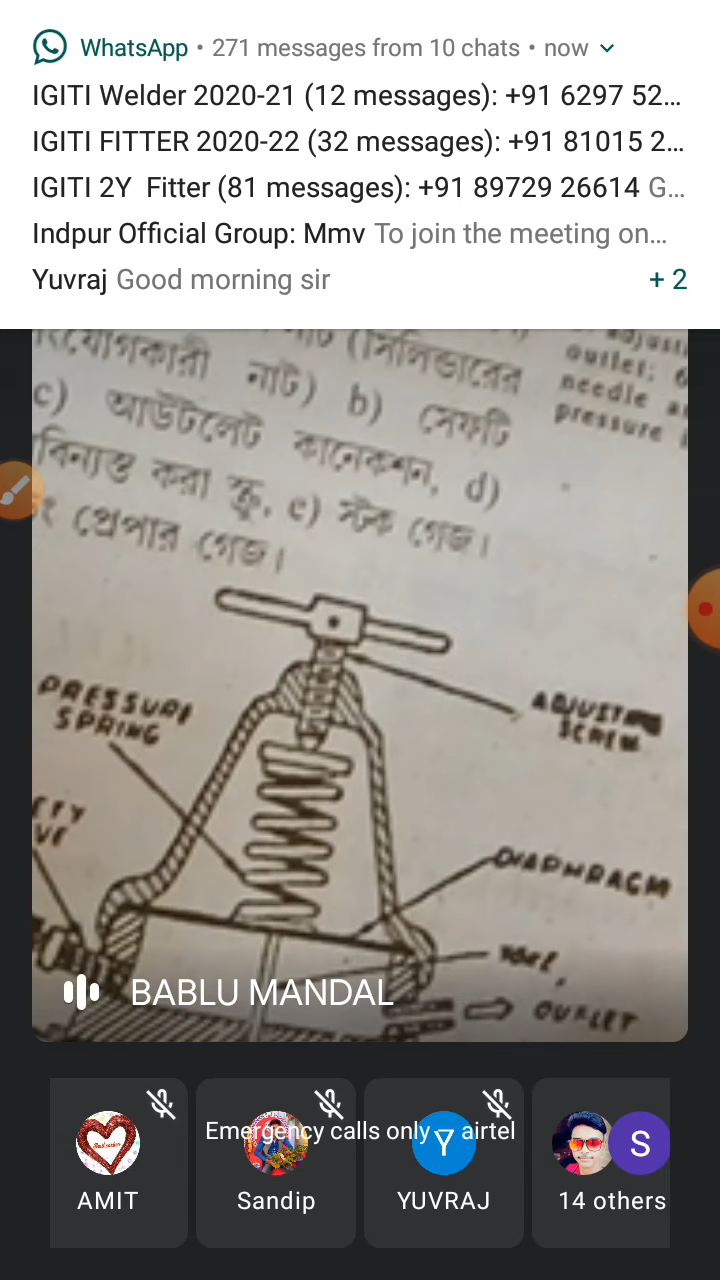 WhatsApp • 271 messages from 10 chats • now
IGITI Welder 2020-21 (12 messages): +91 6297 52...
IGITI FITTER 2020-22 (32 messages): +91 81015 2...
IGITI 2Y Fitter (81 messages): +91 89729 26614 G...
Indpur Official Group: Mmv To join the meeting on...
Yuvraj Good morning sir + 2
নাট (সিলিন্ডারের
নাট) b) সেফটি
c) আউটলেট কানেকশন, d)
বিন্যস্ত করা স্ক্রু, e) স্টক গেজ।
প্রেপার গেজ।
outlet; 6
needle
pressure
PRESSURE
SPRING
ADJUSTING
SCREW
DIAPHRAGM
OUTLET
BABLU MANDAL
Emergency calls only — airtel
Y
S
AMIT
Sandip
YUVRAJ
14 others